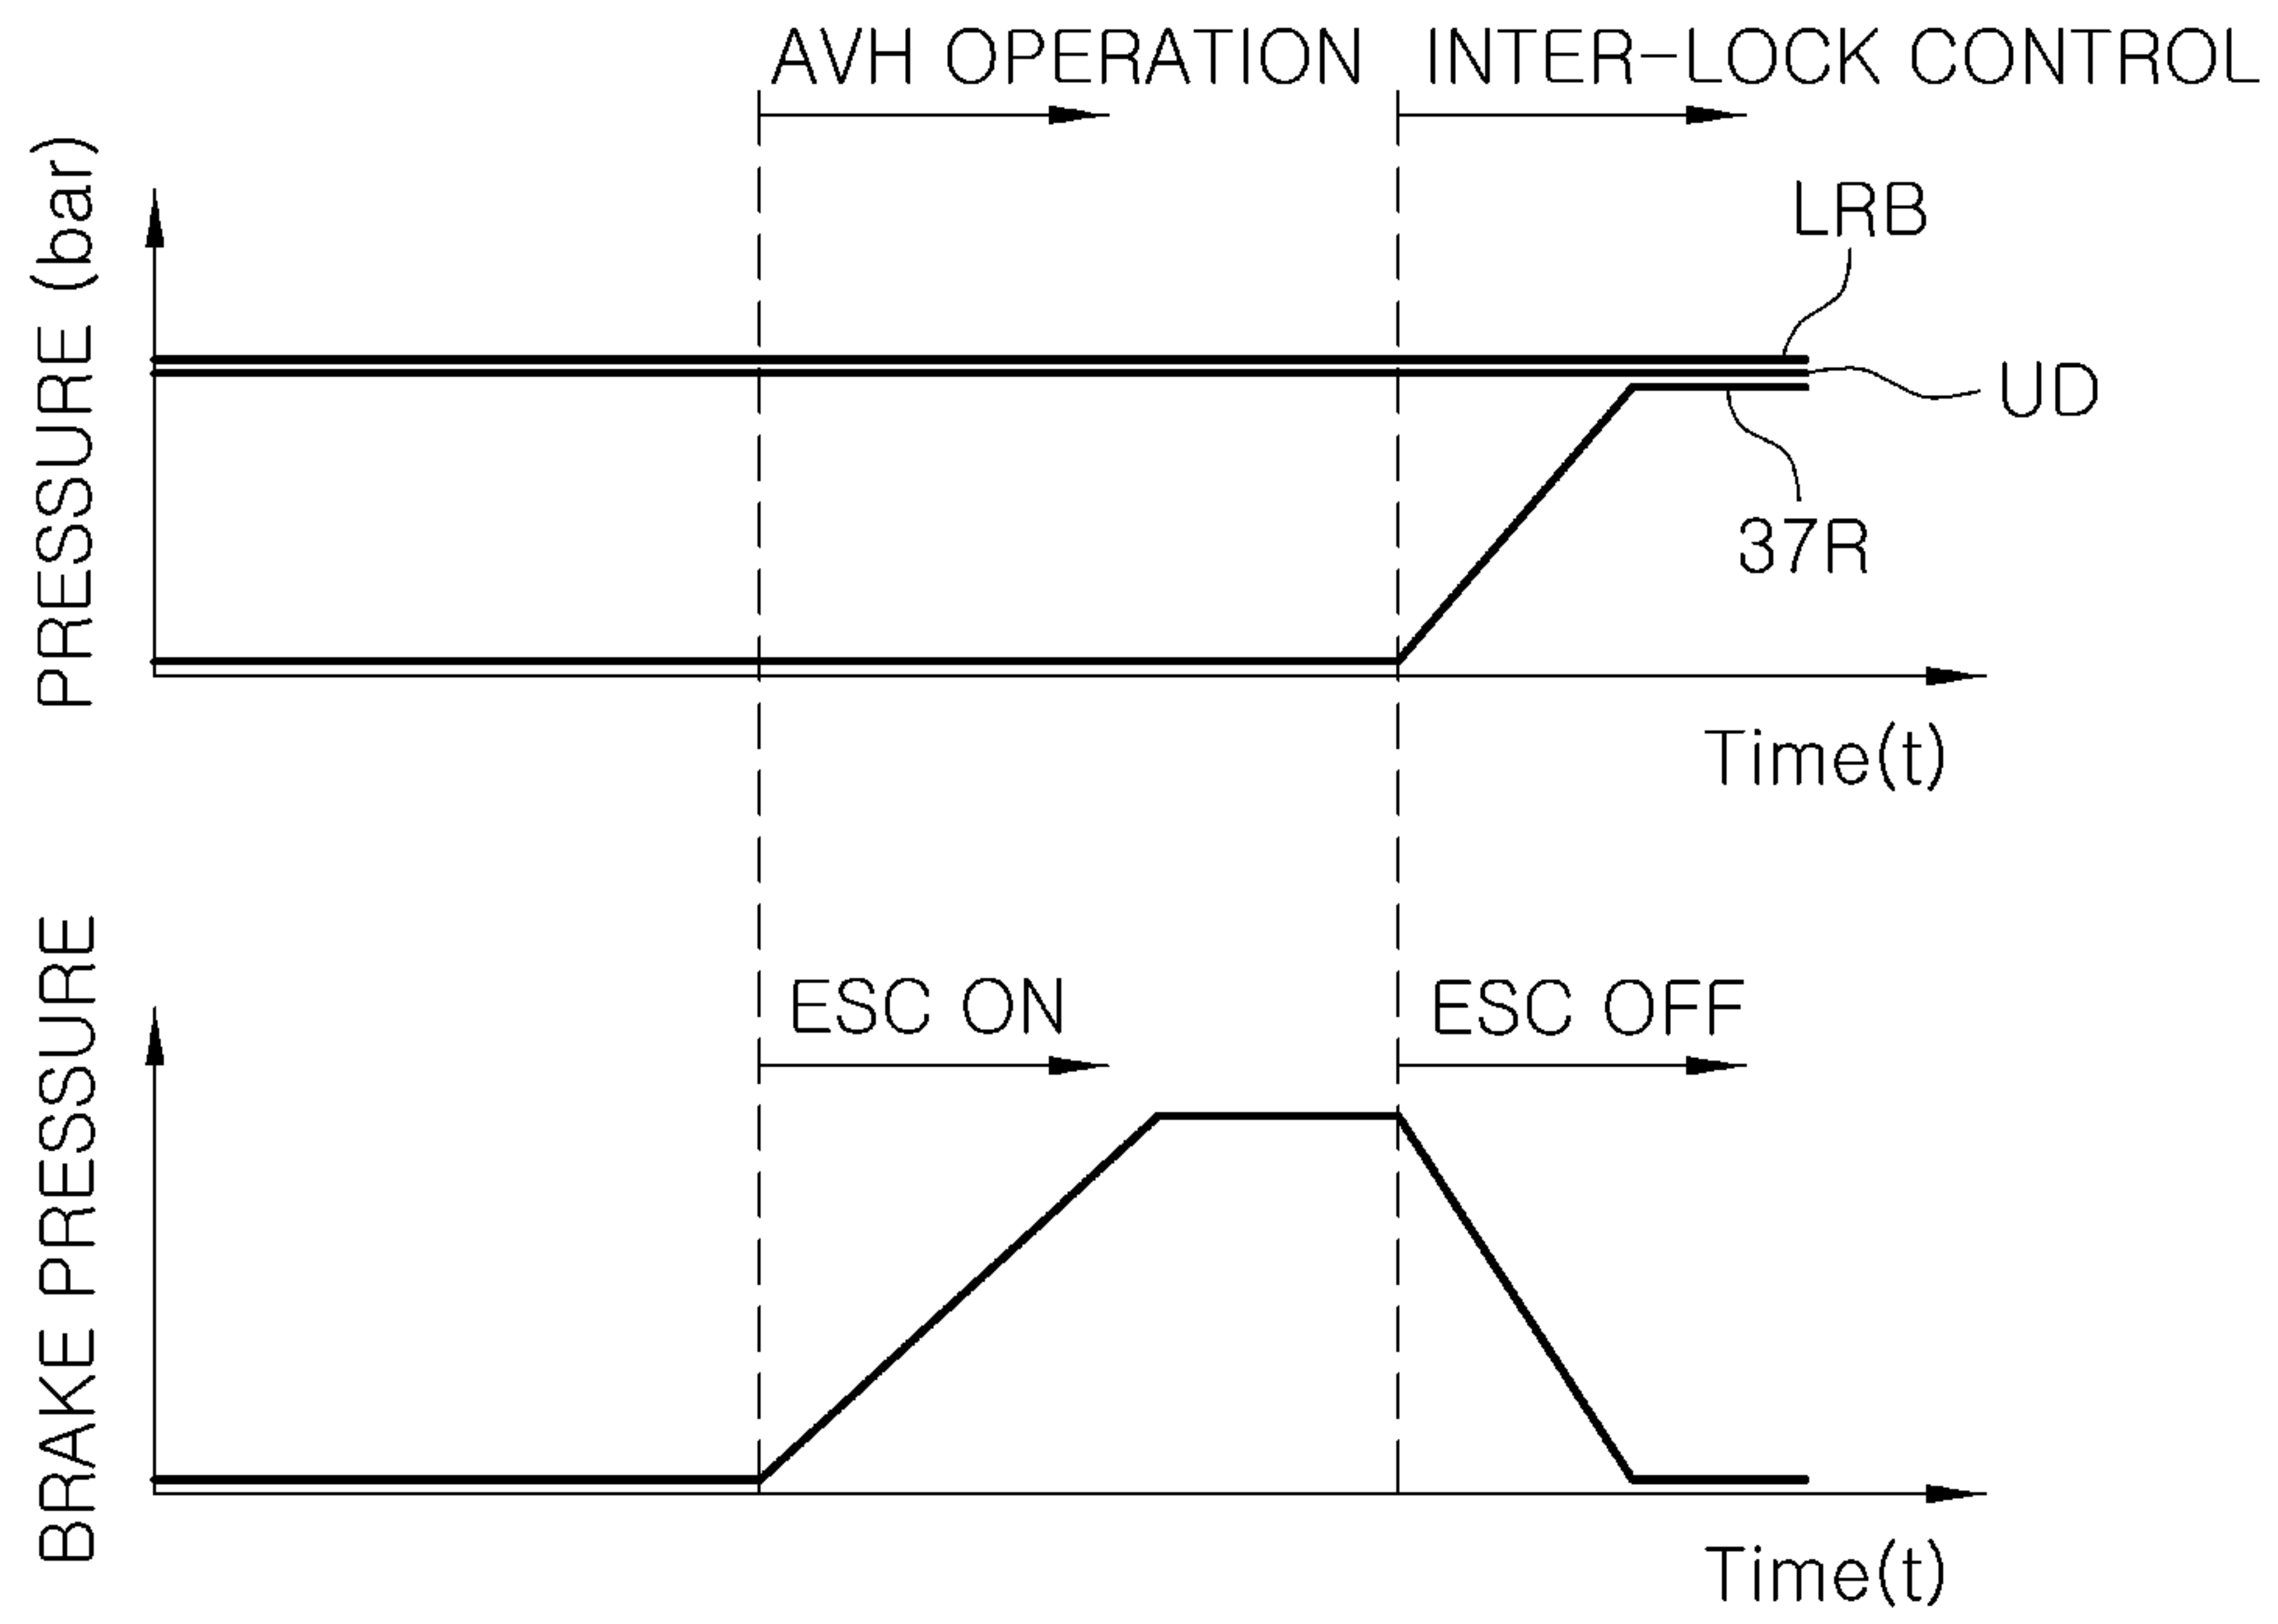 AVH OPERATION
INTER-LOCK CONTROL
PRESSURE (bar)
LRB
UD
37R
Time(t)
BRAKE PRESSURE
ESC ON
ESC OFF
Time(t)